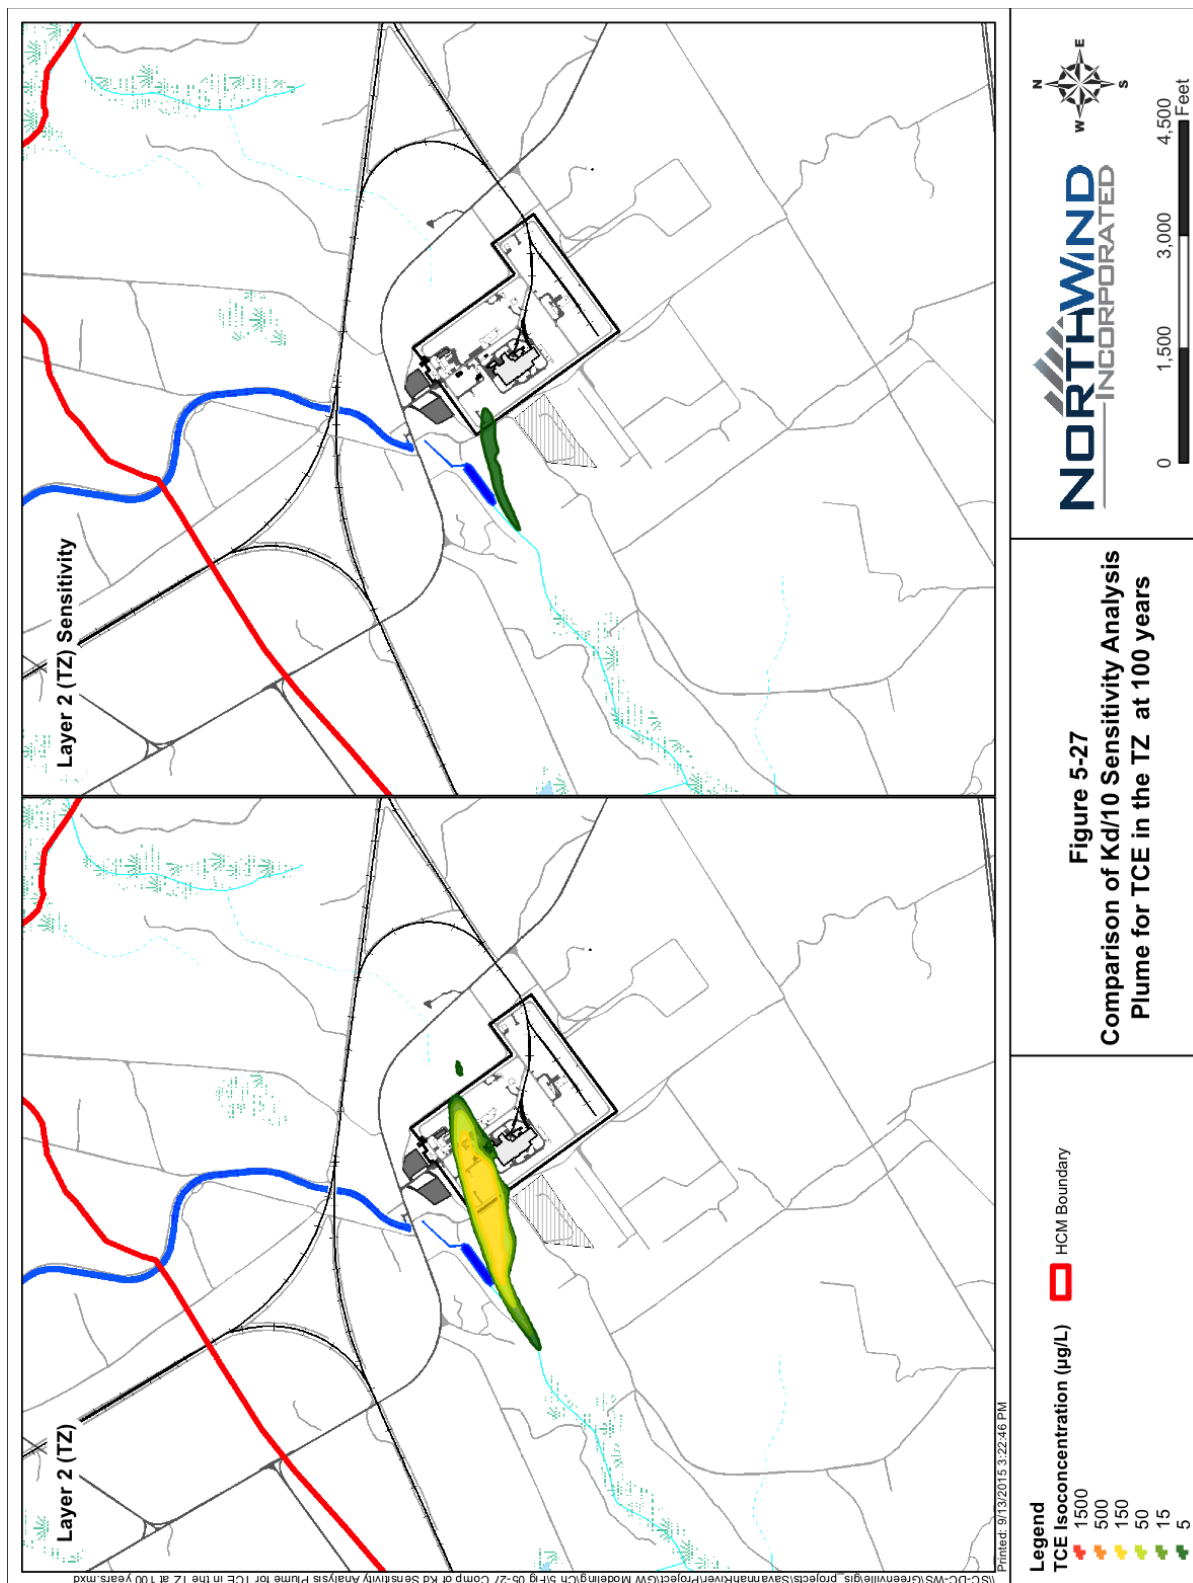 Layer 2 (TZ)
Layer 2 (TZ) Sensitivity
Printed: 9/13/2015 3:22:46 PM
Legend
TCE Isoconcentration (µg/L)
1500
500
150
50
15
5
HCM Boundary
Figure 5-27
Comparison of Kd/10 Sensitivity Analysis
Plume for TCE in the TZ at 100 years
NORTHWIND
INCORPORATED
N
E
S
W
0 1,500 3,000 4,500
Feet